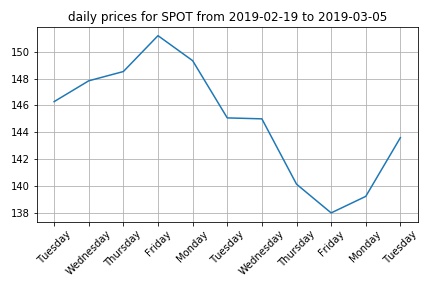 daily prices for SPOT from 2019-02-19 to 2019-03-05
150
148
146
144
142
140
138
Tuesday
Wednesday
Thursday
Friday
Monday
Tuesday
Wednesday
Thursday
Friday
Monday
Tuesday